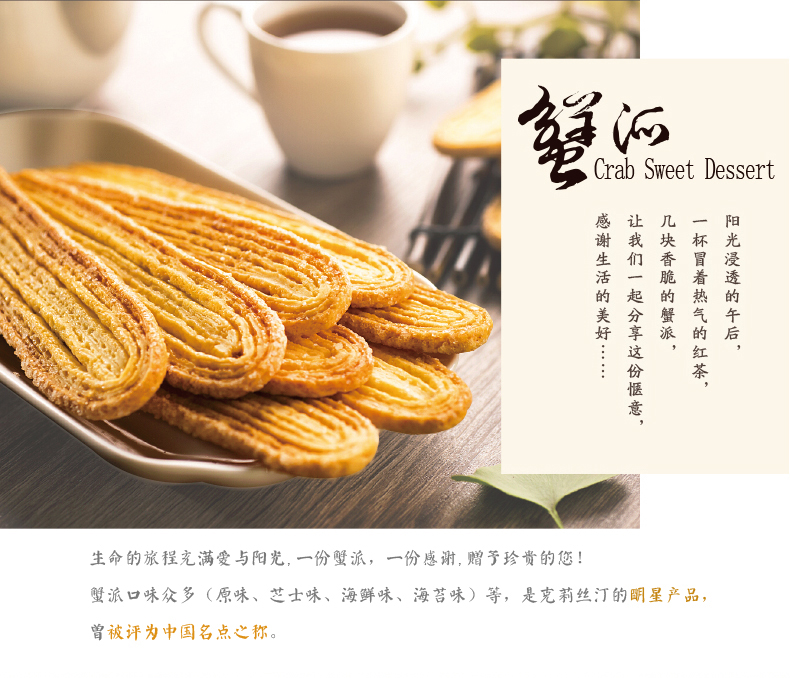 蟹派
Crab Sweet Dessert
阳光浸透的午后，
一杯冒着热气的红茶，
几块香脆的蟹派，
让我们一起分享这份惬意，
感谢生活的美好……
生命的旅程充满爱与阳光,一份蟹派，一份感谢,赠予珍贵的您！
蟹派口味众多（原味、芝士味、海鲜味、海苔味）等，是克莉丝汀的明星产品，
曾被评为中国名点之称。